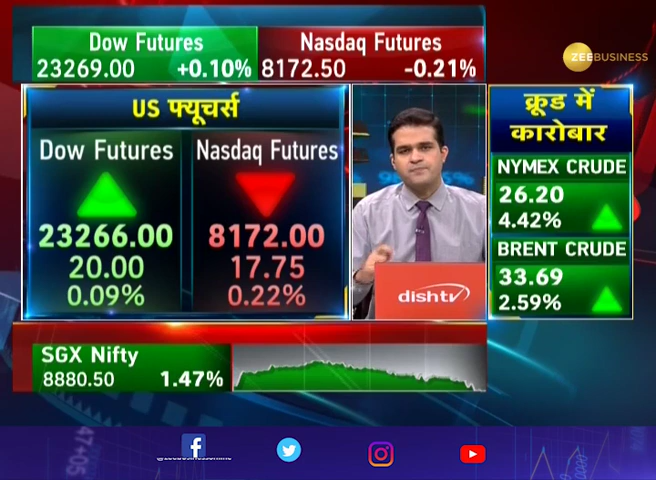 Dow Futures
23269.00 +0.10%
Nasdaq Futures
8172.50 -0.21%
ZEEBUSINESS
US फ्यूचर्स
Dow Futures
23266.00
20.00
0.09%
Nasdaq Futures
8172.00
17.75
0.22%
dishtv
क्रूड में
कारोबार
NYMEX CRUDE
26.20
4.42%
BRENT CRUDE
33.69
2.59%
SGX Nifty
8880.50 1.47%